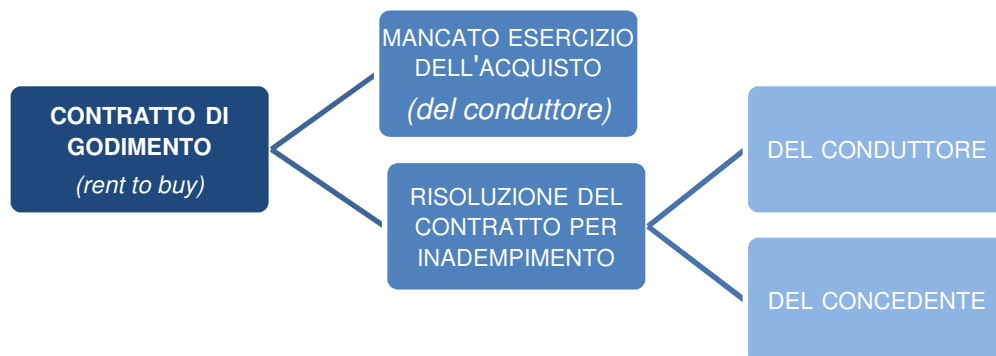 CONTRATTO DI
GODIMENTO
(rent to buy)
MANCATO ESERCIZIO
DELL'ACQUISTO
(del conduttore)
RISOLUZIONE DEL
CONTRATTO PER
INADEMPIMENTO
DEL CONDUTTORE
DEL CONCEDENTE